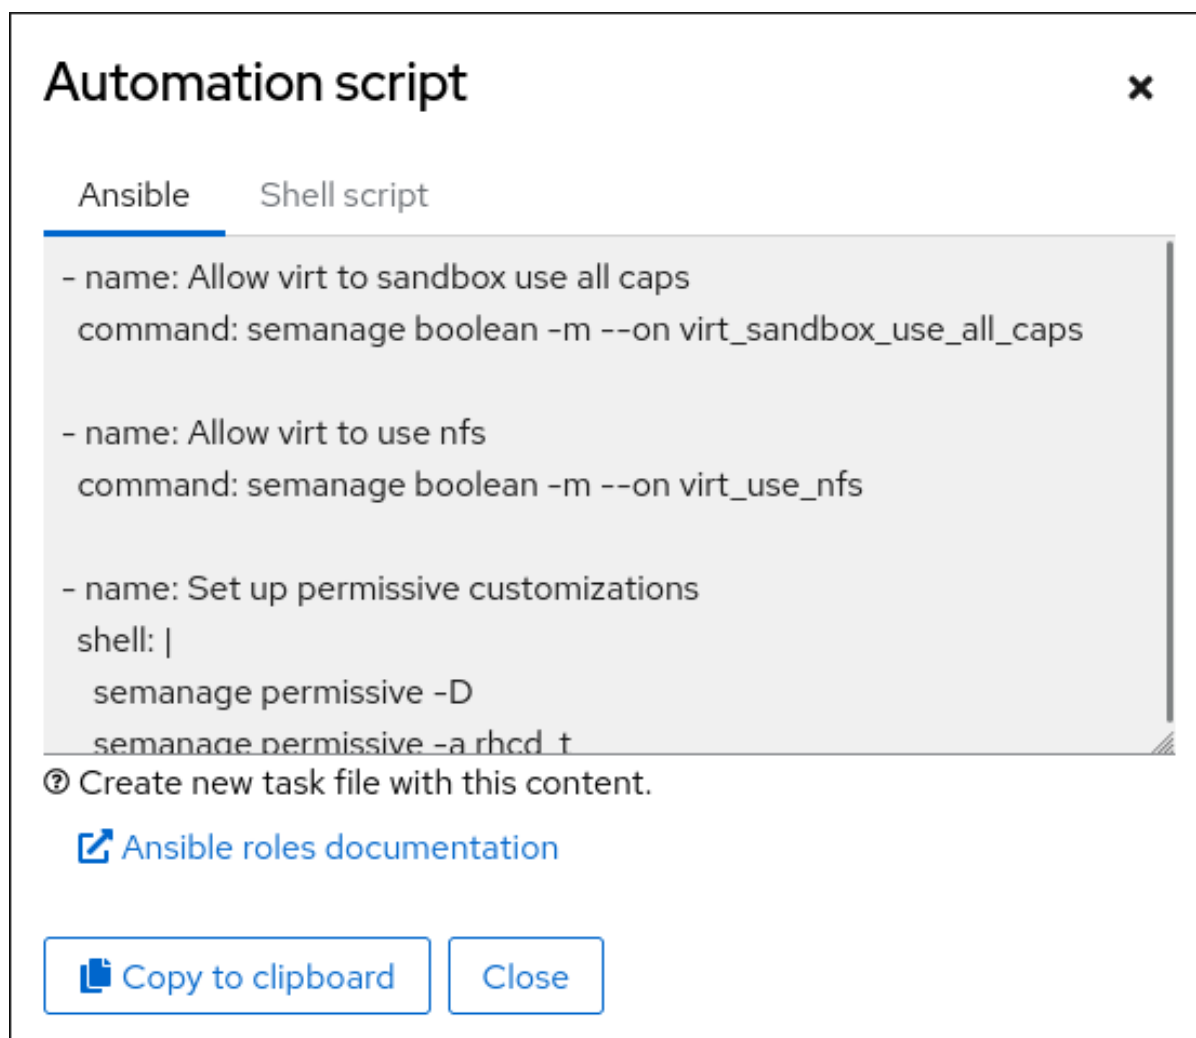 Automation script
Ansible
Shell script
- name: Allow virt to sandbox use all caps
command: semanage boolean -m --on virt_sandbox_use_all_caps
- name: Allow virt to use nfs
command: semanage boolean -m --on virt_use_nfs
- name: Set up permissive customizations
shell: |
semanage permissive -D
semanage permissive -a rhcd_t
Create new task file with this content.
Ansible roles documentation
Copy to clipboard
Close